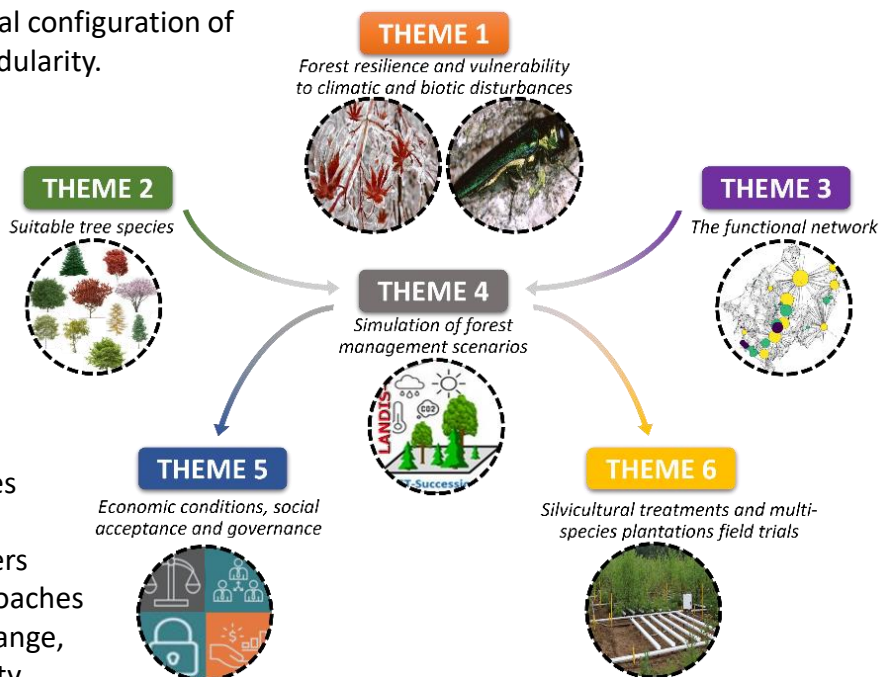 al configuration of
dularity.
THEME 1
Forest resilience and vulnerability
to climatic and biotic disturbances
THEME 2
Suitable tree species
THEME 3
The functional network
THEME 4
Simulation of forest
management scenarios
LANDIS
CO2
T-Succession
THEME 5
Economic conditions, social
acceptance and governance
THEME 6
Silvicultural treatments and multi-
species plantations field trials
es
ers
oaches
ange,